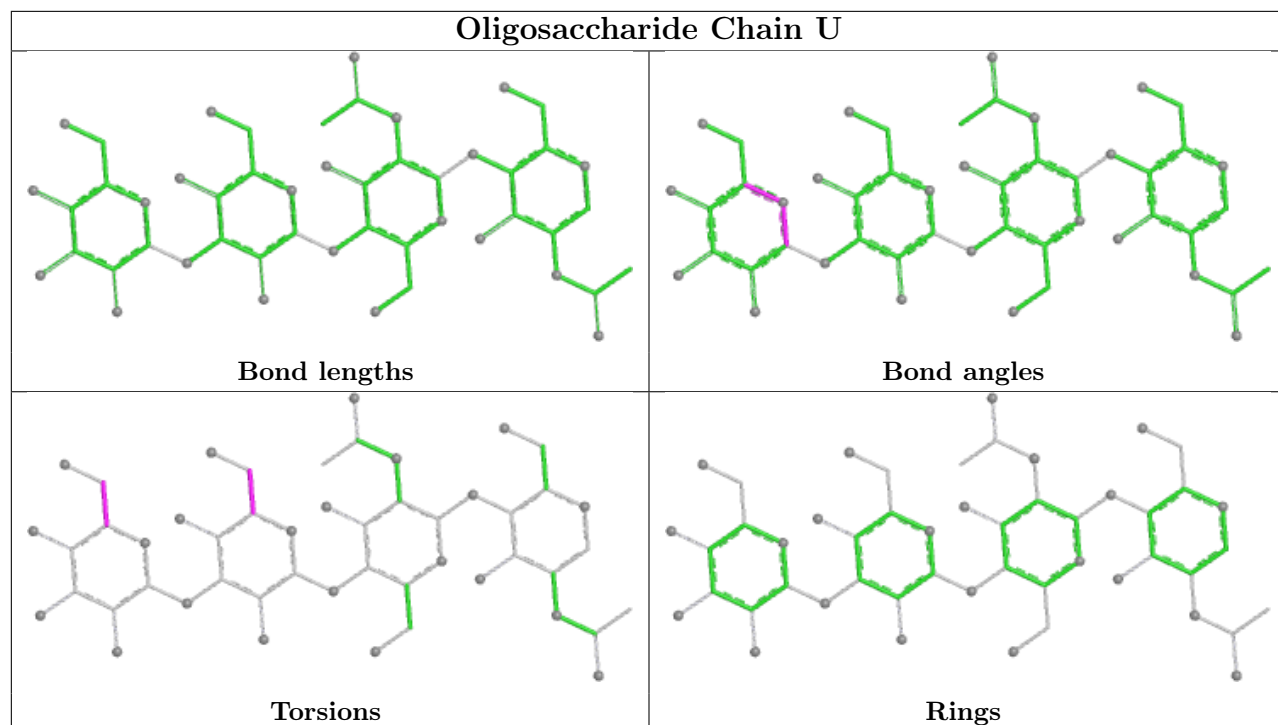 Oligosaccharide Chain U
Bond lengths
Bond angles
Torsions
Rings